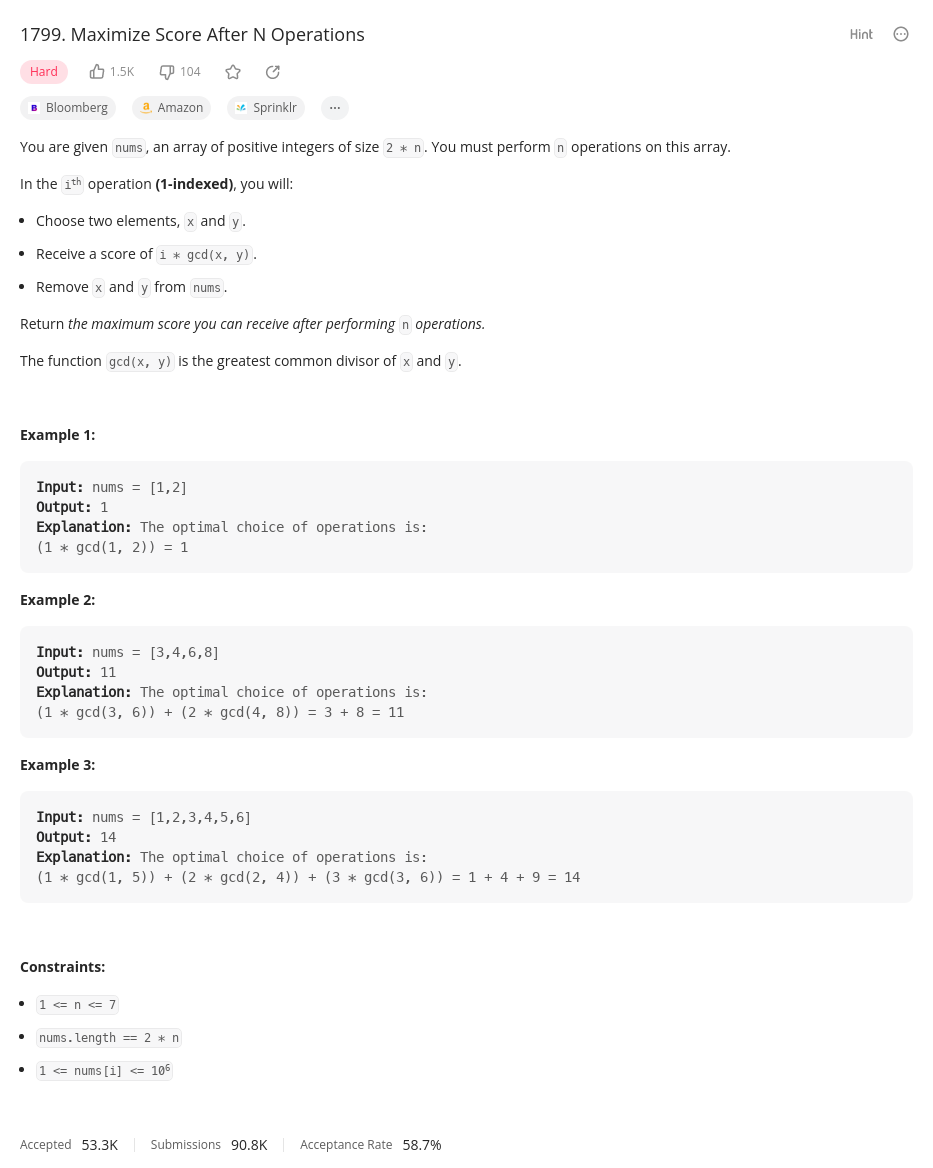 1799. Maximize Score After N Operations
Hint
Hard 1.5K 104
Bloomberg Amazon Sprinklr ...
You are given nums, an array of positive integers of size 2 * n. You must perform n operations on this array.
In the ith operation (1-indexed), you will:
• Choose two elements, x and y.
• Receive a score of i * gcd(x, y).
• Remove x and y from nums.
Return the maximum score you can receive after performing n operations.
The function gcd(x, y) is the greatest common divisor of x and y.
Example 1:
Input: nums = [1,2]
Output: 1
Explanation: The optimal choice of operations is:
(1 * gcd(1, 2)) = 1
Example 2:
Input: nums = [3,4,6,8]
Output: 11
Explanation: The optimal choice of operations is:
(1 * gcd(3, 6)) + (2 * gcd(4, 8)) = 3 + 8 = 11
Example 3:
Input: nums = [1,2,3,4,5,6]
Output: 14
Explanation: The optimal choice of operations is:
(1 * gcd(1, 5)) + (2 * gcd(2, 4)) + (3 * gcd(3, 6)) = 1 + 4 + 9 = 14
Constraints:
• 1 <= n <= 7
• nums.length == 2 * n
• 1 <= nums[i] <= 10⁶
Accepted 53.3K Submissions 90.8K Acceptance Rate 58.7%